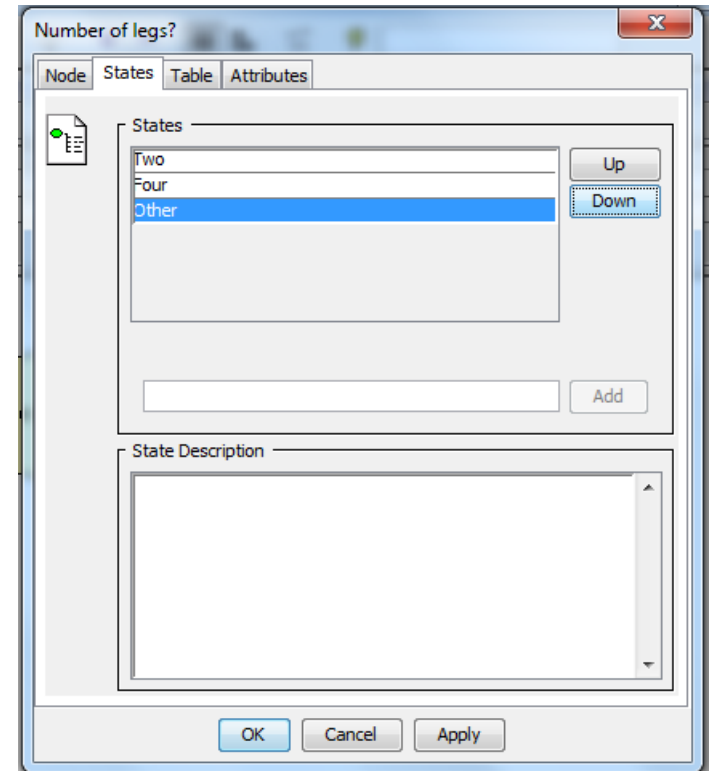 Number of legs?
Node States Table Attributes
States
Two
Four
Other
Up
Down
Add
State Description
OK Cancel Apply